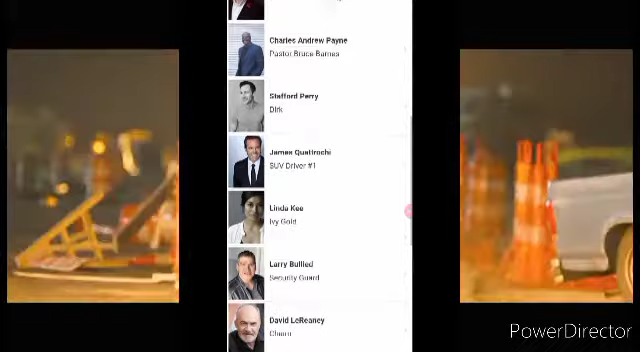 Charles Andrew Payne
Pastor Bruce Barnes
Stafford Perry
Dirk
James Quattrochi
SUV Driver #1
Linda Kee
Ivy Gold
Larry Bullied
Security Guard
David LeReaney
PowerDirector